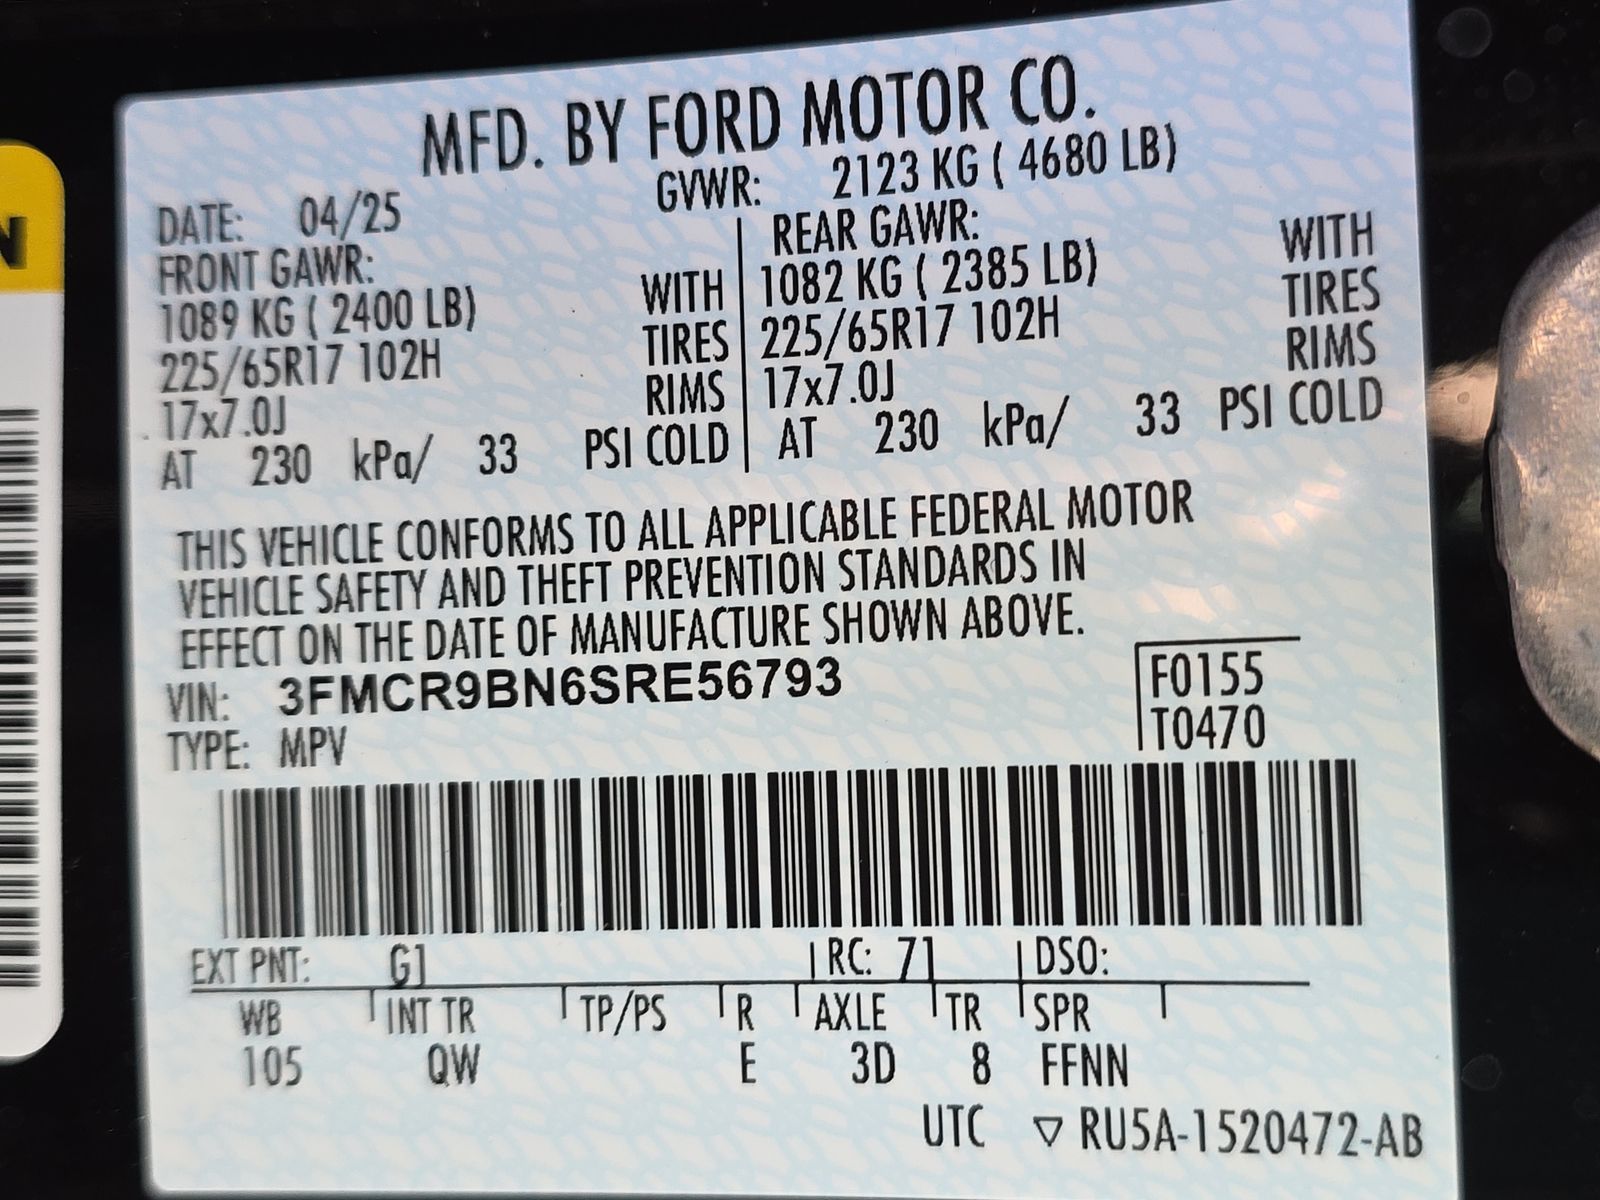 MFD. BY FORD MOTOR CO.
DATE: 04/25 GVWR: 2123 KG ( 4680 LB)
FRONT GAWR: REAR GAWR:
1089 KG ( 2400 LB) WITH 1082 KG ( 2385 LB) WITH
225/65R17 102H TIRES 225/65R17 102H TIRES
17x7.0J RIMS 17x7.0J RIMS
AT 230 kPa/ 33 PSI COLD AT 230 kPa/ 33 PSI COLD
THIS VEHICLE CONFORMS TO ALL APPLICABLE FEDERAL MOTOR
VEHICLE SAFETY AND THEFT PREVENTION STANDARDS IN
EFFECT ON THE DATE OF MANUFACTURE SHOWN ABOVE.
VIN: 3FMCR9BN6SRE56793 F0155
TYPE: MPV T0470
EXT PNT: G1 RC: 71 DSO:
WB INT TR TP/PS R AXLE TR SPR
105 QW E 3D 8 FFNN
UTC ▽ RU5A-1520472-AB
N